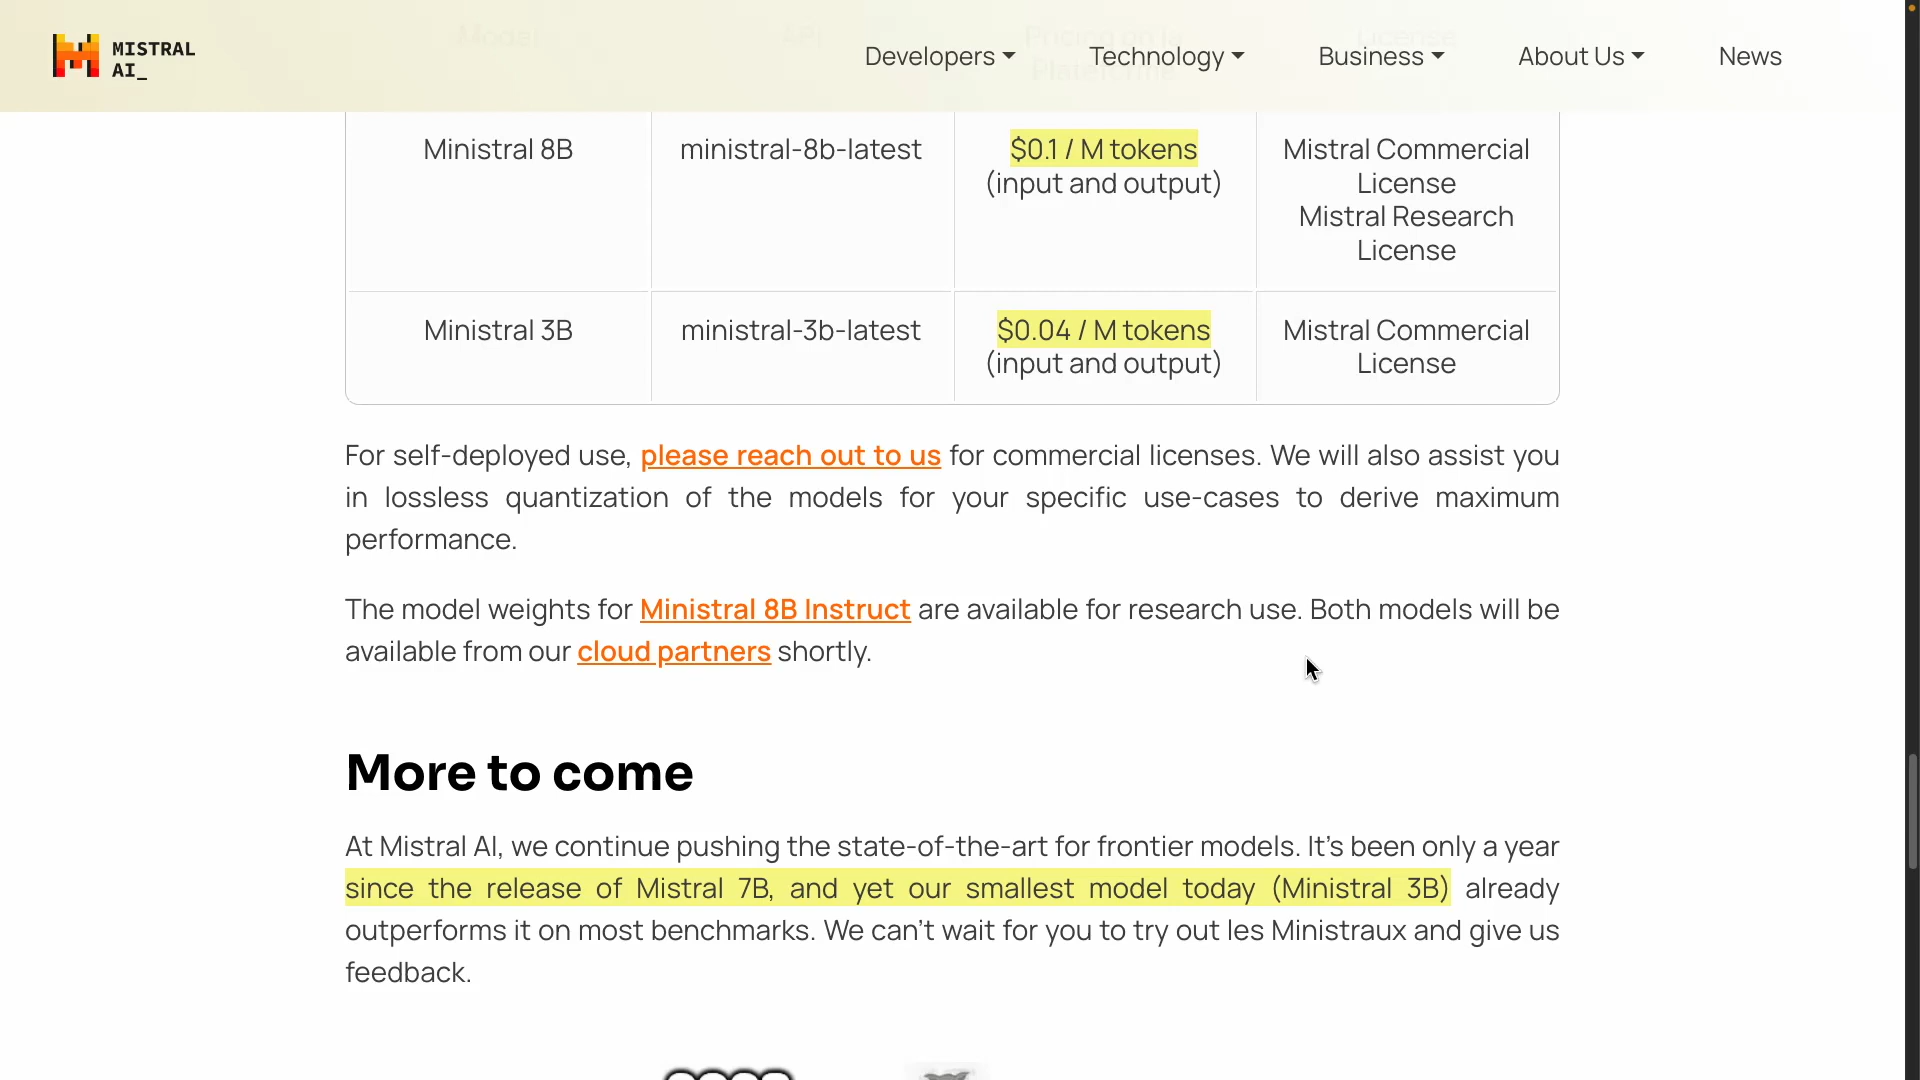 MISTRAL
AI_
Developers
Technology
Business
About Us
News
Model
API
Pricing on la
Plateforme
License
Ministral 8B
ministral-8b-latest
$0.1 / M tokens
(input and output)
Mistral Commercial
License
Mistral Research
License
Ministral 3B
ministral-3b-latest
$0.04 / M tokens
(input and output)
Mistral Commercial
License
For self-deployed use, please reach out to us for commercial licenses. We will also assist you
in lossless quantization of the models for your specific use-cases to derive maximum
performance.
The model weights for Ministral 8B Instruct are available for research use. Both models will be
available from our cloud partners shortly.
More to come
At Mistral AI, we continue pushing the state-of-the-art for frontier models. It’s been only a year
since the release of Mistral 7B, and yet our smallest model today (Ministral 3B) already
outperforms it on most benchmarks. We can’t wait for you to try out les Ministraux and give us
feedback.